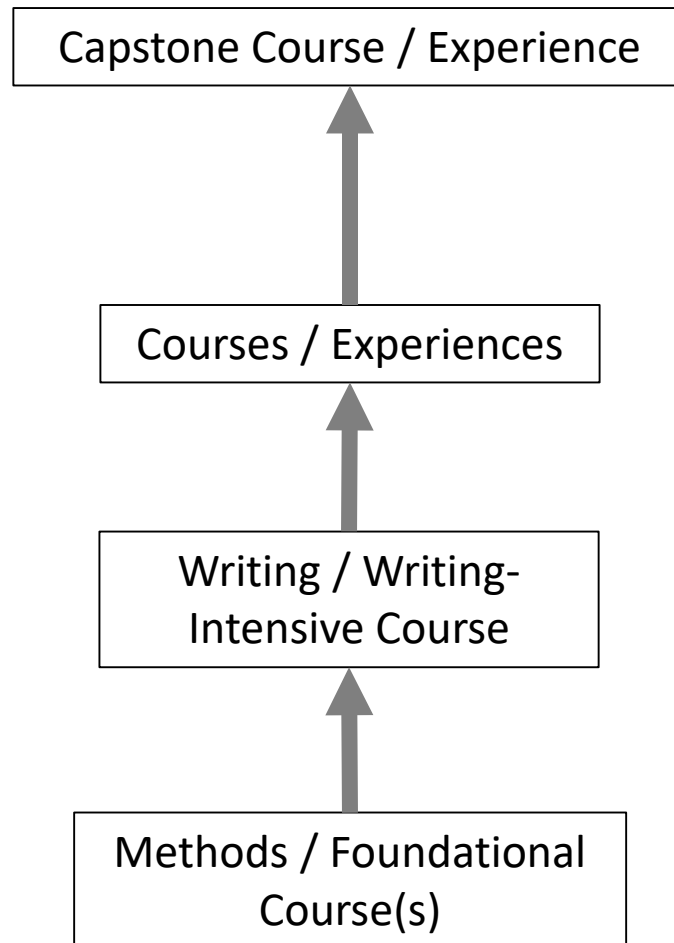 Capstone Course / Experience
Courses / Experiences
Writing / Writing-
Intensive Course
Methods / Foundational
Course(s)